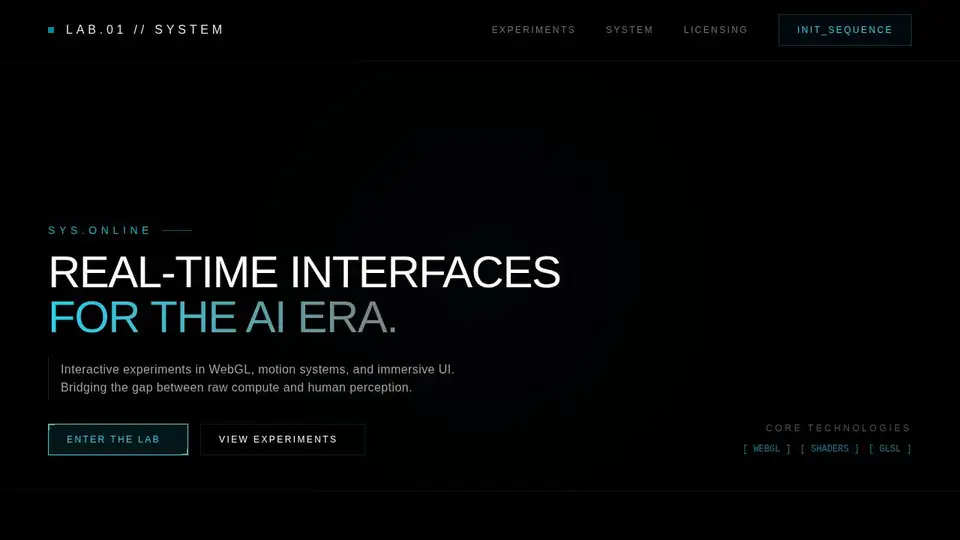 LAB.01 // SYSTEM
EXPERIMENTS
SYSTEM
LICENSING
INIT_SEQUENCE
SYS.ONLINE
REAL-TIME INTERFACES
FOR THE AI ERA.
Interactive experiments in WebGL, motion systems, and immersive UI.
Bridging the gap between raw compute and human perception.
ENTER THE LAB
VIEW EXPERIMENTS
CORE TECHNOLOGIES
[ WEBGL ] [ SHADERS ] [ GLSL ]